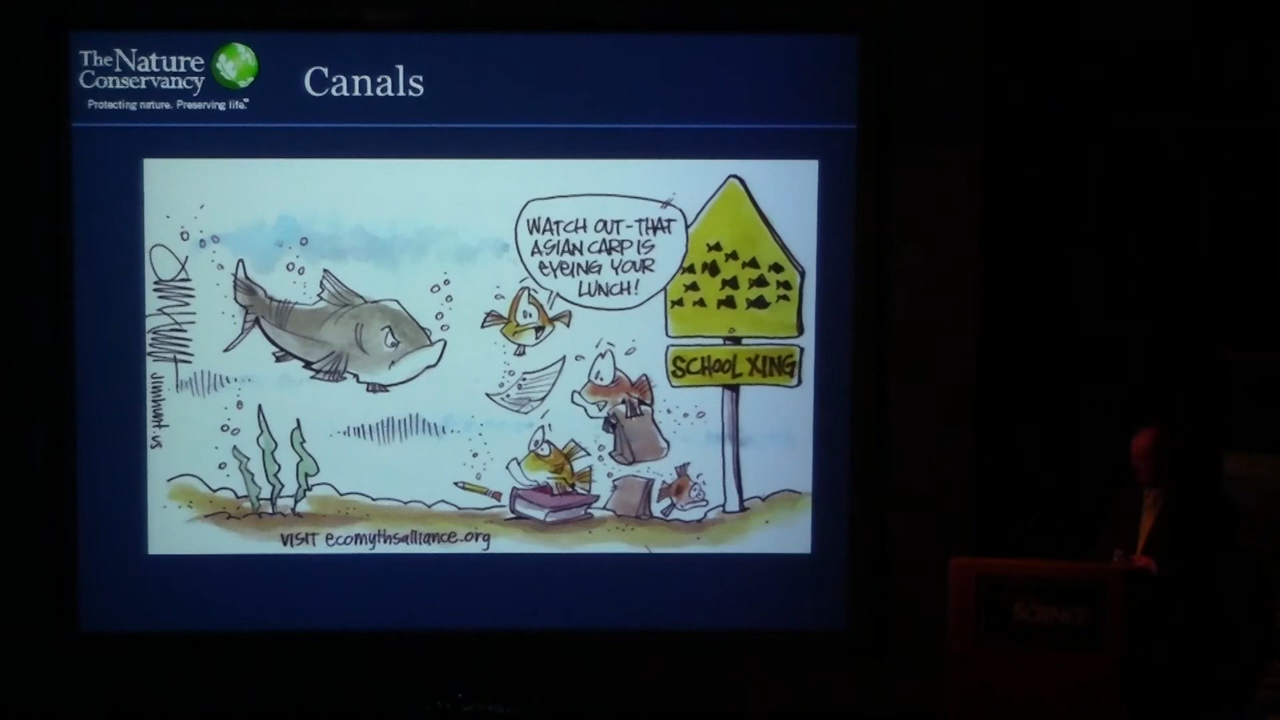 The Nature
Conservancy
Protecting nature. Preserving life.™
Canals
WATCH OUT-THAT
ASIAN CARP IS
EYEING YOUR
LUNCH!
SCHOOL XING
Jimhunt.us
VISIT ecomythsalliance.org
SCIENCE